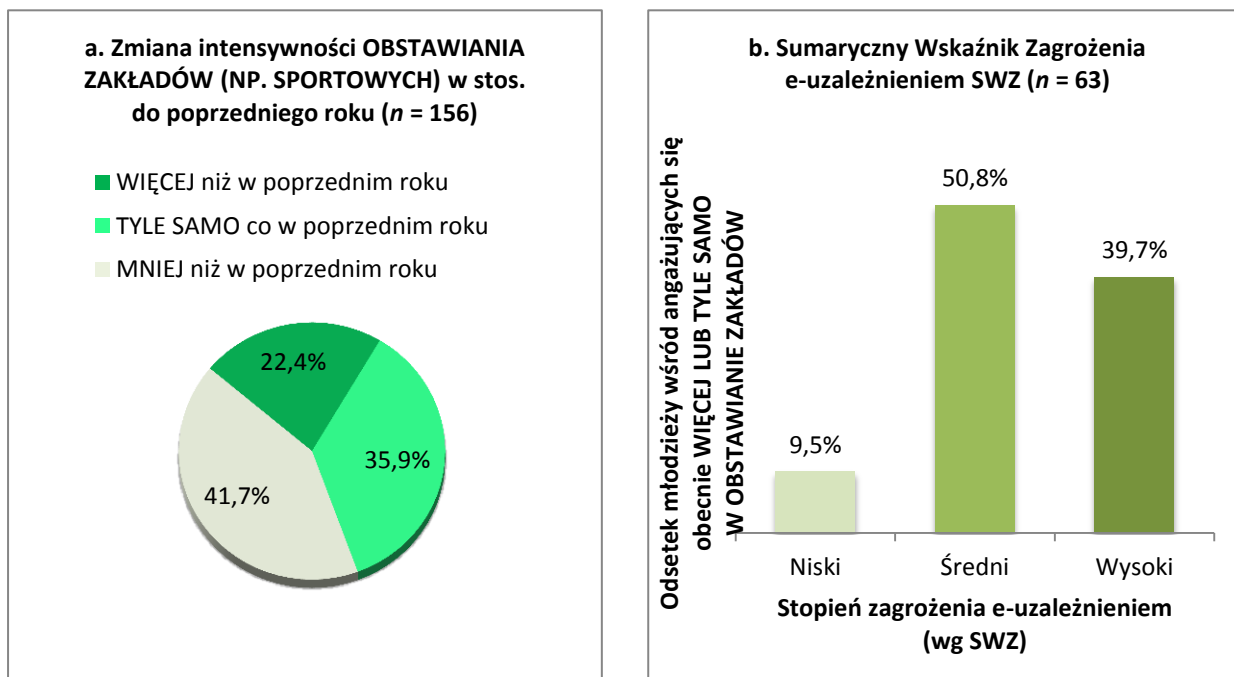 a. Zmiana intensywności OBSTAWIANIA
ZAKŁADÓW (NP. SPORTOWYCH) w stos.
do poprzedniego roku (n = 156)
WIĘCEJ niż w poprzednim roku
TYLE SAMO co w poprzednim roku
MNIEJ niż w poprzednim roku
22,4%
35,9%
41,7%
b. Sumaryczny Wskaźnik Zagrożenia
e-uzależnieniem SWZ (n = 63)
Odsetek młodzieży wśród angażujących się
obecnie WIĘCEJ LUB TYLE SAMO
W OBSTAWIANIE ZAKŁADÓW
9,5%
50,8%
39,7%
Niski
Średni
Wysoki
Stopień zagrożenia e-uzależnieniem
(wg SWZ)